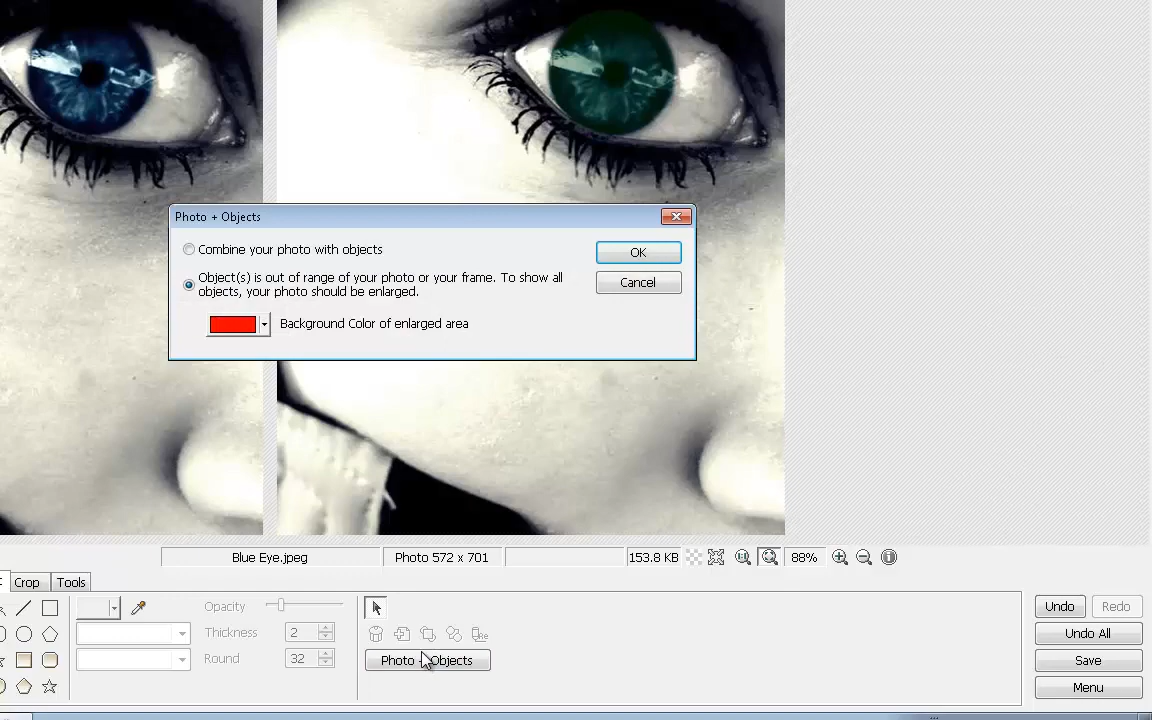 Photo + Objects
Combine your photo with objects
OK
Object(s) is out of range of your photo or your frame. To show all
objects, your photo should be enlarged.
Cancel
Background Color of enlarged area
Blue Eye.jpeg
Photo 572 x 701
153.8 KB
88%
Crop
Tools
Opacity
Thickness
2
Round
32
Photo + Objects
Undo
Redo
Undo All
Save
Menu